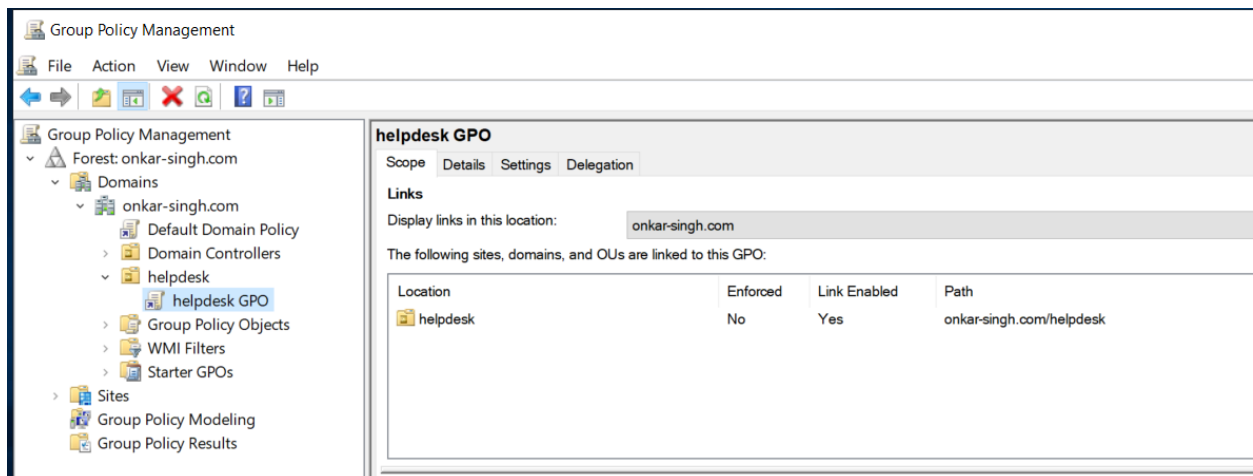 Group Policy Management
File Action View Window Help
Group Policy Management
Forest: onkar-singh.com
Domains
onkar-singh.com
Default Domain Policy
Domain Controllers
helpdesk
helpdesk GPO
Group Policy Objects
WMI Filters
Starter GPOs
Sites
Group Policy Modeling
Group Policy Results
helpdesk GPO
Scope Details Settings Delegation
Links
Display links in this location: onkar-singh.com
The following sites, domains, and OUs are linked to this GPO:
Location Enforced Link Enabled Path
helpdesk No Yes onkar-singh.com/helpdesk